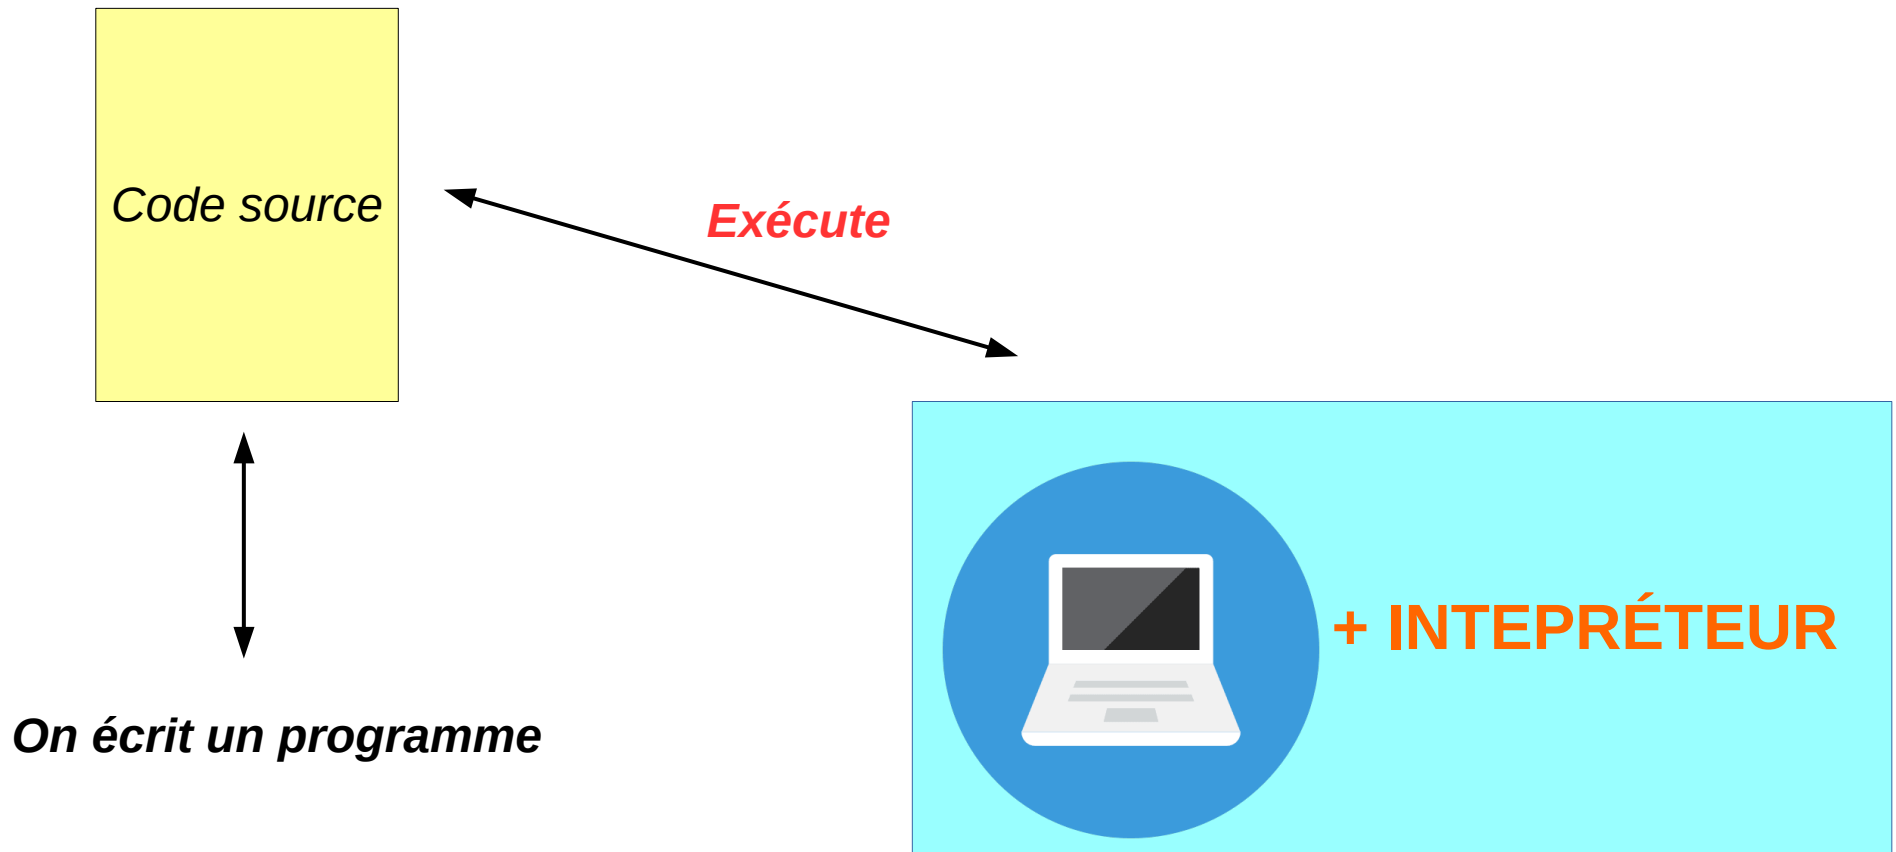 Code source
Exécute
+ INTEPRÉTEUR
On écrit un programme